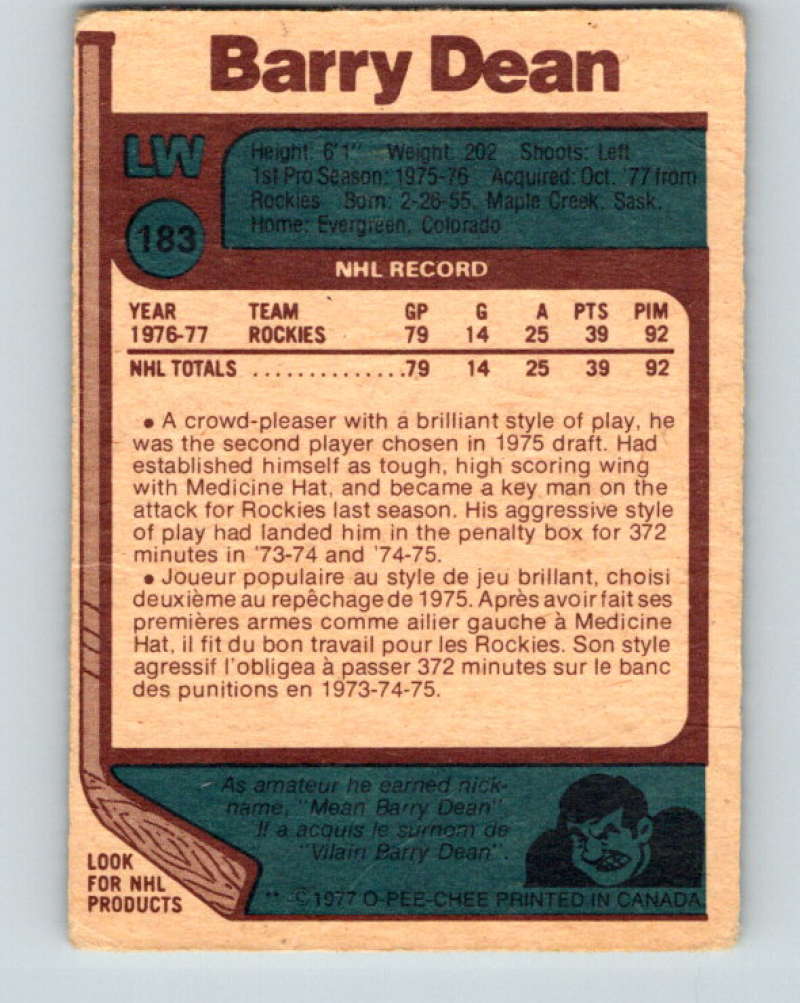 Barry Dean
LW
Height: 6'1" Weight: 202 Shoots: Left
1st Pro Season: 1975-76 Acquired: Oct. '77 from
Rockies Born: 2-26-55, Maple Creek, Sask.
Home: Evergreen, Colorado
183
NHL RECORD
YEAR TEAM GP G A PTS PIM
1976-77 ROCKIES 79 14 25 39 92
NHL TOTALS ..............79 14 25 39 92
• A crowd-pleaser with a brilliant style of play, he
was the second player chosen in 1975 draft. Had
established himself as tough, high scoring wing
with Medicine Hat, and became a key man on the
attack for Rockies last season. His aggressive style
of play had landed him in the penalty box for 372
minutes in '73-74 and '74-75.
• Joueur populaire au style de jeu brillant, choisi
deuxième au repêchage de 1975. Après avoir fait ses
premières armes comme ailier gauche à Medicine
Hat, il fit du bon travail pour les Rockies. Son style
agressif l'obligea à passer 372 minutes sur le banc
des punitions en 1973-74-75.
As amateur he earned nick-
name, "Mean Barry Dean"
Il a acquis le surnom de
"Vilain Barry Dean".
LOOK
FOR NHL
PRODUCTS
** © 1977 O-PEE-CHEE PRINTED IN CANADA